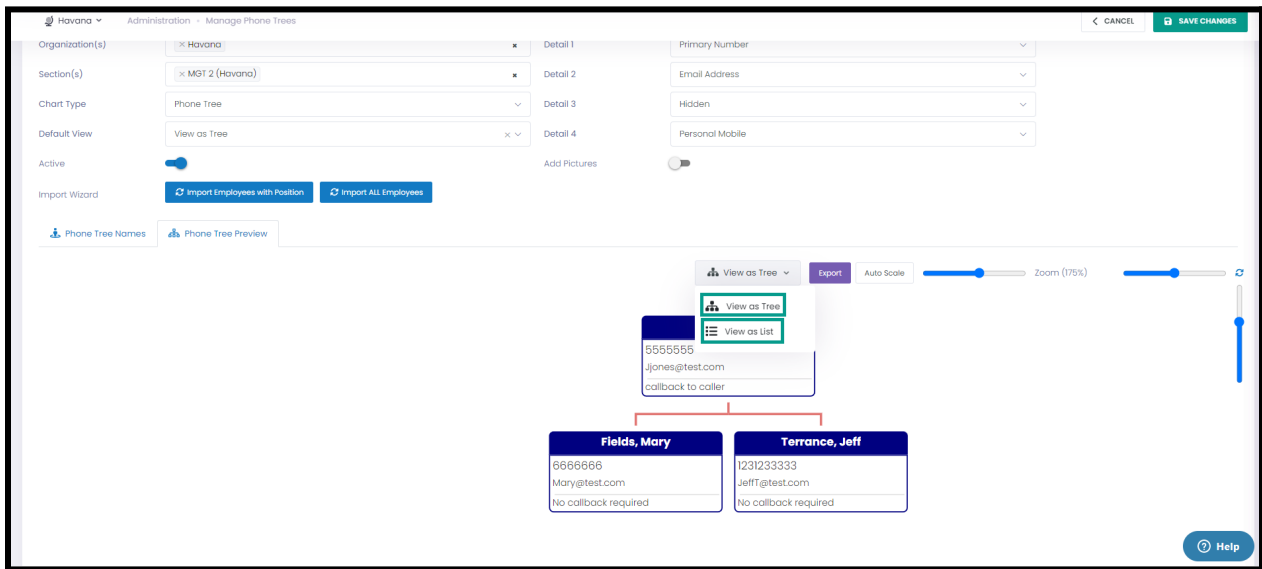 Havana Administration • Manage Phone Trees CANCEL SAVE CHANGES
Organization(s) × Havana × Detail 1 Primary Number
Section(s) × MGT 2 (Havana) × Detail 2 Email Address
Chart Type Phone Tree Detail 3 Hidden
Default View View as Tree × Detail 4 Personal Mobile
Active Add Pictures
Import Wizard Import Employees with Position Import ALL Employees
Phone Tree Names Phone Tree Preview
View as Tree Export Auto Scale Zoom (175%)
View as Tree
View as List
5555555
Jjones@test.com
callback to caller
Fields, Mary
6666666
Mary@test.com
No callback required
Terrance, Jeff
1231233333
JeffT@test.com
No callback required
? Help